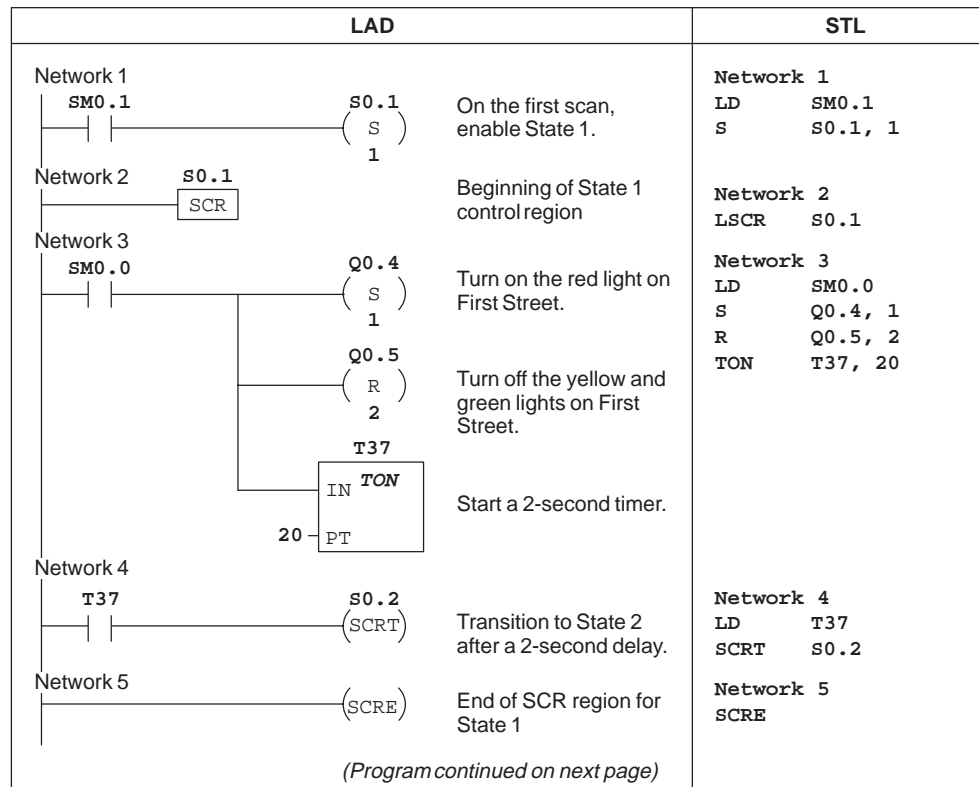 LAD
STL
Network 1
SM0.1
S0.1
S
1
On the first scan,
enable State 1.
Network 1
LD SM0.1
S S0.1, 1
Network 2
S0.1
SCR
Beginning of State 1
control region
Network 2
LSCR S0.1
Network 3
SM0.0
Q0.4
S
1
Turn on the red light on
First Street.
Q0.5
R
2
Turn off the yellow and
green lights on First
Street.
T37
IN TON
20 PT
Start a 2-second timer.
Network 3
LD SM0.0
S Q0.4, 1
R Q0.5, 2
TON T37, 20
Network 4
T37
S0.2
SCRT
Transition to State 2
after a 2-second delay.
Network 4
LD T37
SCRT S0.2
Network 5
SCRE
End of SCR region for
State 1
Network 5
SCRE
(Program continued on next page)